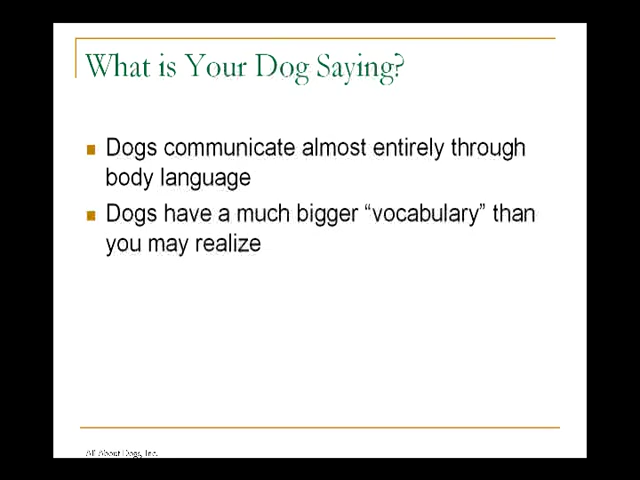 What is Your Dog Saying?
Dogs communicate almost entirely through
body language
Dogs have a much bigger “vocabulary” than
you may realize
All About Dogs, Inc.